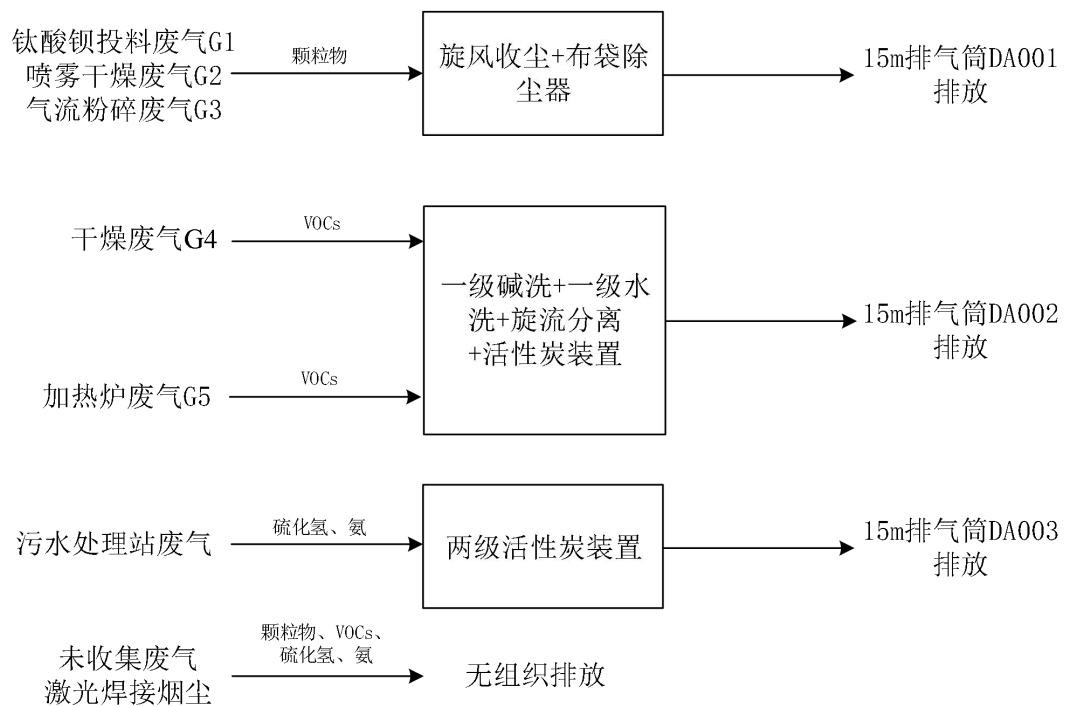 钛酸钡投料废气G1
喷雾干燥废气G2
气流粉碎废气G3
颗粒物
旋风收尘+布袋除
尘器
15m排气筒DA001
排放
干燥废气G4
VOCs
加热炉废气G5
VOCs
一级碱洗+一级水
洗+旋流分离
+活性炭装置
15m排气筒DA002
排放
污水处理站废气
硫化氢、氨
两级活性炭装置
15m排气筒DA003
排放
未收集废气
激光焊接烟尘
颗粒物、VOCs、
硫化氢、氨
无组织排放